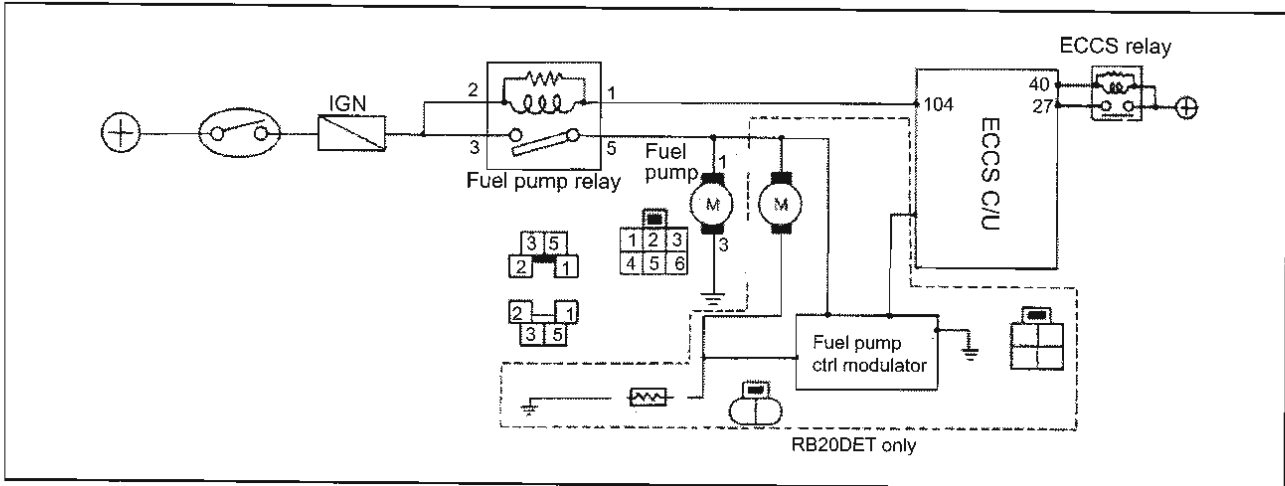 ECCS relay
IGN
2
1
3
5
Fuel pump relay
Fuel
pump
1
M
3
M
104
40
27
ECCS C/U
3 5
2 1
2 1
3 5
1 2 3
4 5 6
Fuel pump
ctrl modulator
RB20DET only